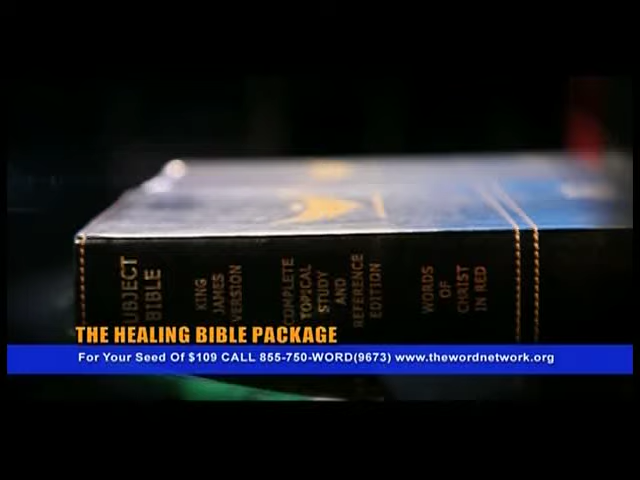 UBJECT
BIBLE
KING
JAMES
VERSION
COMPLETE
TOPICAL
STUDY
AND
REFERENCE
EDITION
WORDS
OF
CHRIST
IN RED
THE HEALING BIBLE PACKAGE
For Your Seed Of $109 CALL 855-750-WORD(9673) www.thewordnetwork.org